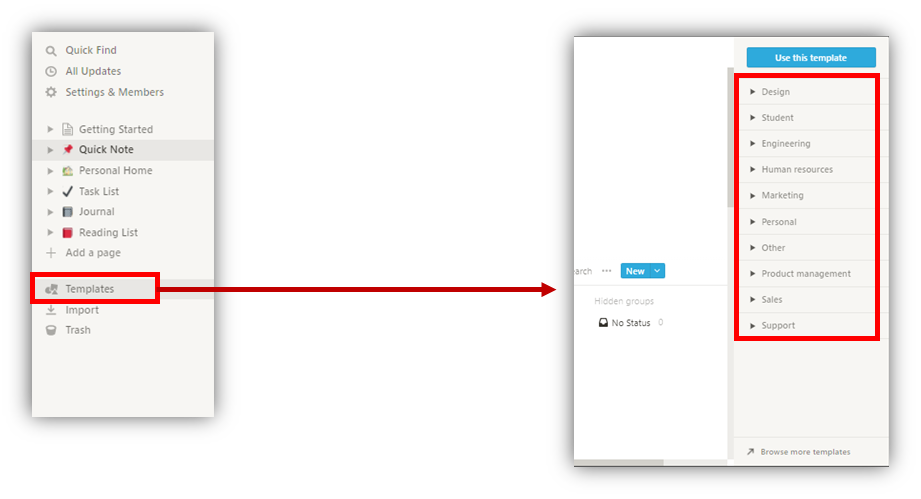 Quick Find
All Updates
Settings & Members
Getting Started
Quick Note
Personal Home
Task List
Journal
Reading List
Add a page
Templates
Import
Trash
Use this template
Design
Student
Engineering
Human resources
Marketing
Personal
Other
Product management
Sales
Support
earch ••• New
Hidden groups
No Status 0
Browse more templates